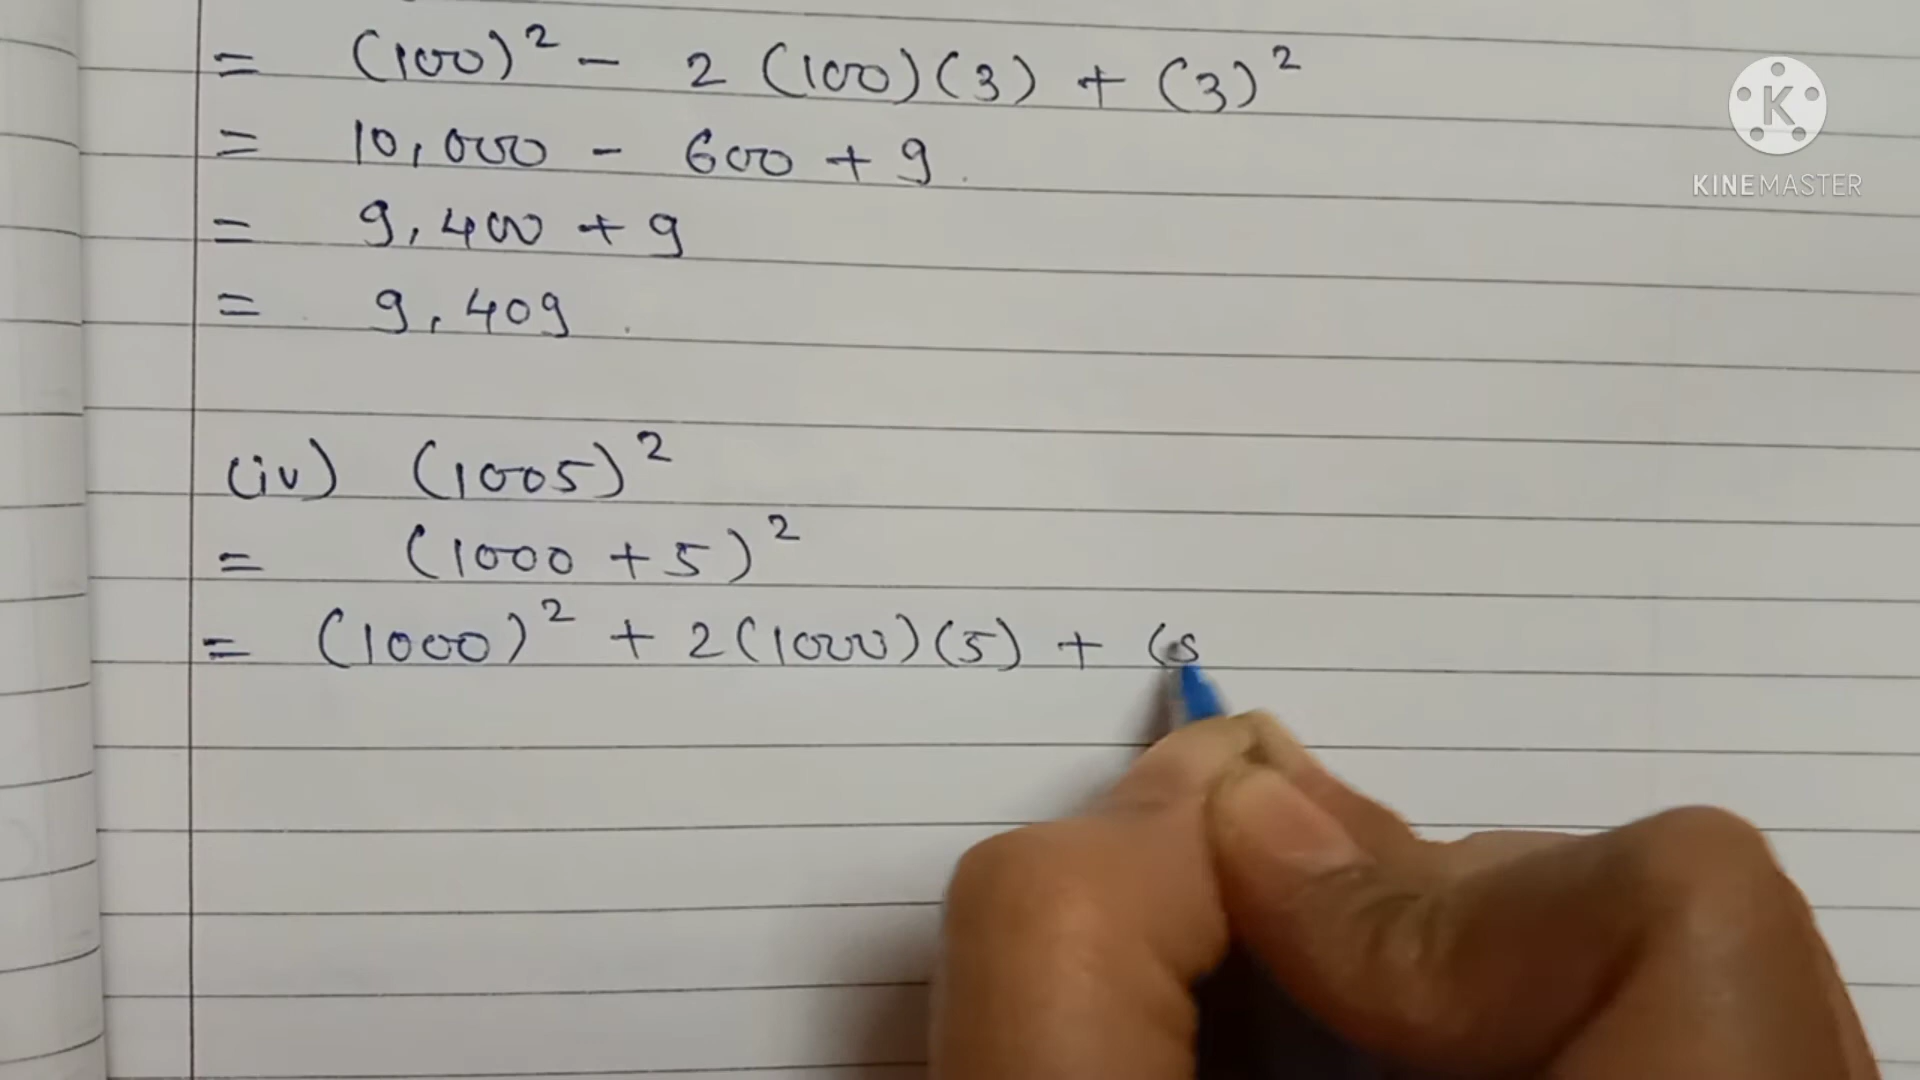 = (100)² - 2 (100)(3) + (3)²
= 10,000 - 600 + 9
= 9,400 + 9
= 9,409
(iv) (1005)²
= (1000 + 5)²
= (1000)² + 2(1000)(5) + (5
K
KINEMASTER